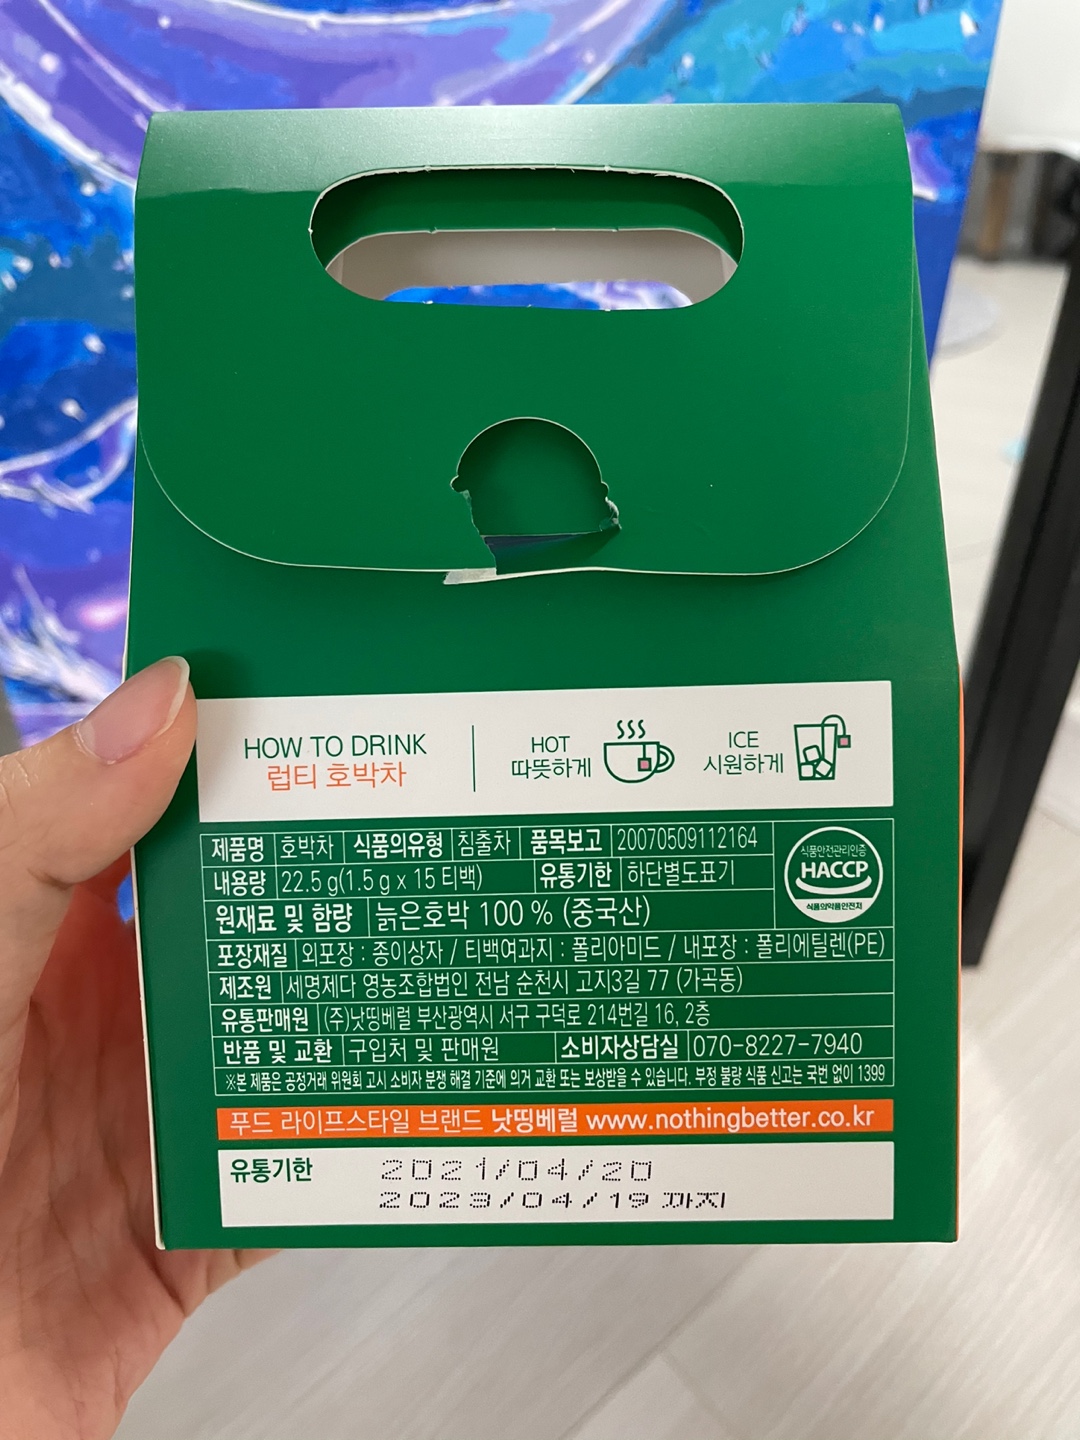 HOW TO DRINK
럽티 호박차
HOT
따뜻하게
ICE
시원하게
제품명 호박차 식품의유형 침출차 품목보고 20070509112164
내용량 22.5 g(1.5 g x 15 티백) 유통기한 하단별도표기
원재료 및 함량 늙은호박 100 % (중국산)
식품안전관리인증
HACCP
식품의약품안전처
포장재질 외포장 : 종이상자 / 티백여과지 : 폴리아미드 / 내포장 : 폴리에틸렌(PE)
제조원 세명제다 영농조합법인 전남 순천시 고지3길 77 (가곡동)
유통판매원 (주)낫띵베럴 부산광역시 서구 구덕로 214번길 16, 2층
반품 및 교환 구입처 및 판매원 소비자상담실 070-8227-7940
※본 제품은 공정거래 위원회 고시 소비자 분쟁 해결 기준에 의거 교환 또는 보상받을 수 있습니다. 부정 불량 식품 신고는 국번 없이 1399
푸드 라이프스타일 브랜드 낫띵베럴 www.nothingbetter.co.kr
유통기한 2021/04/20
2023/04/19 까지